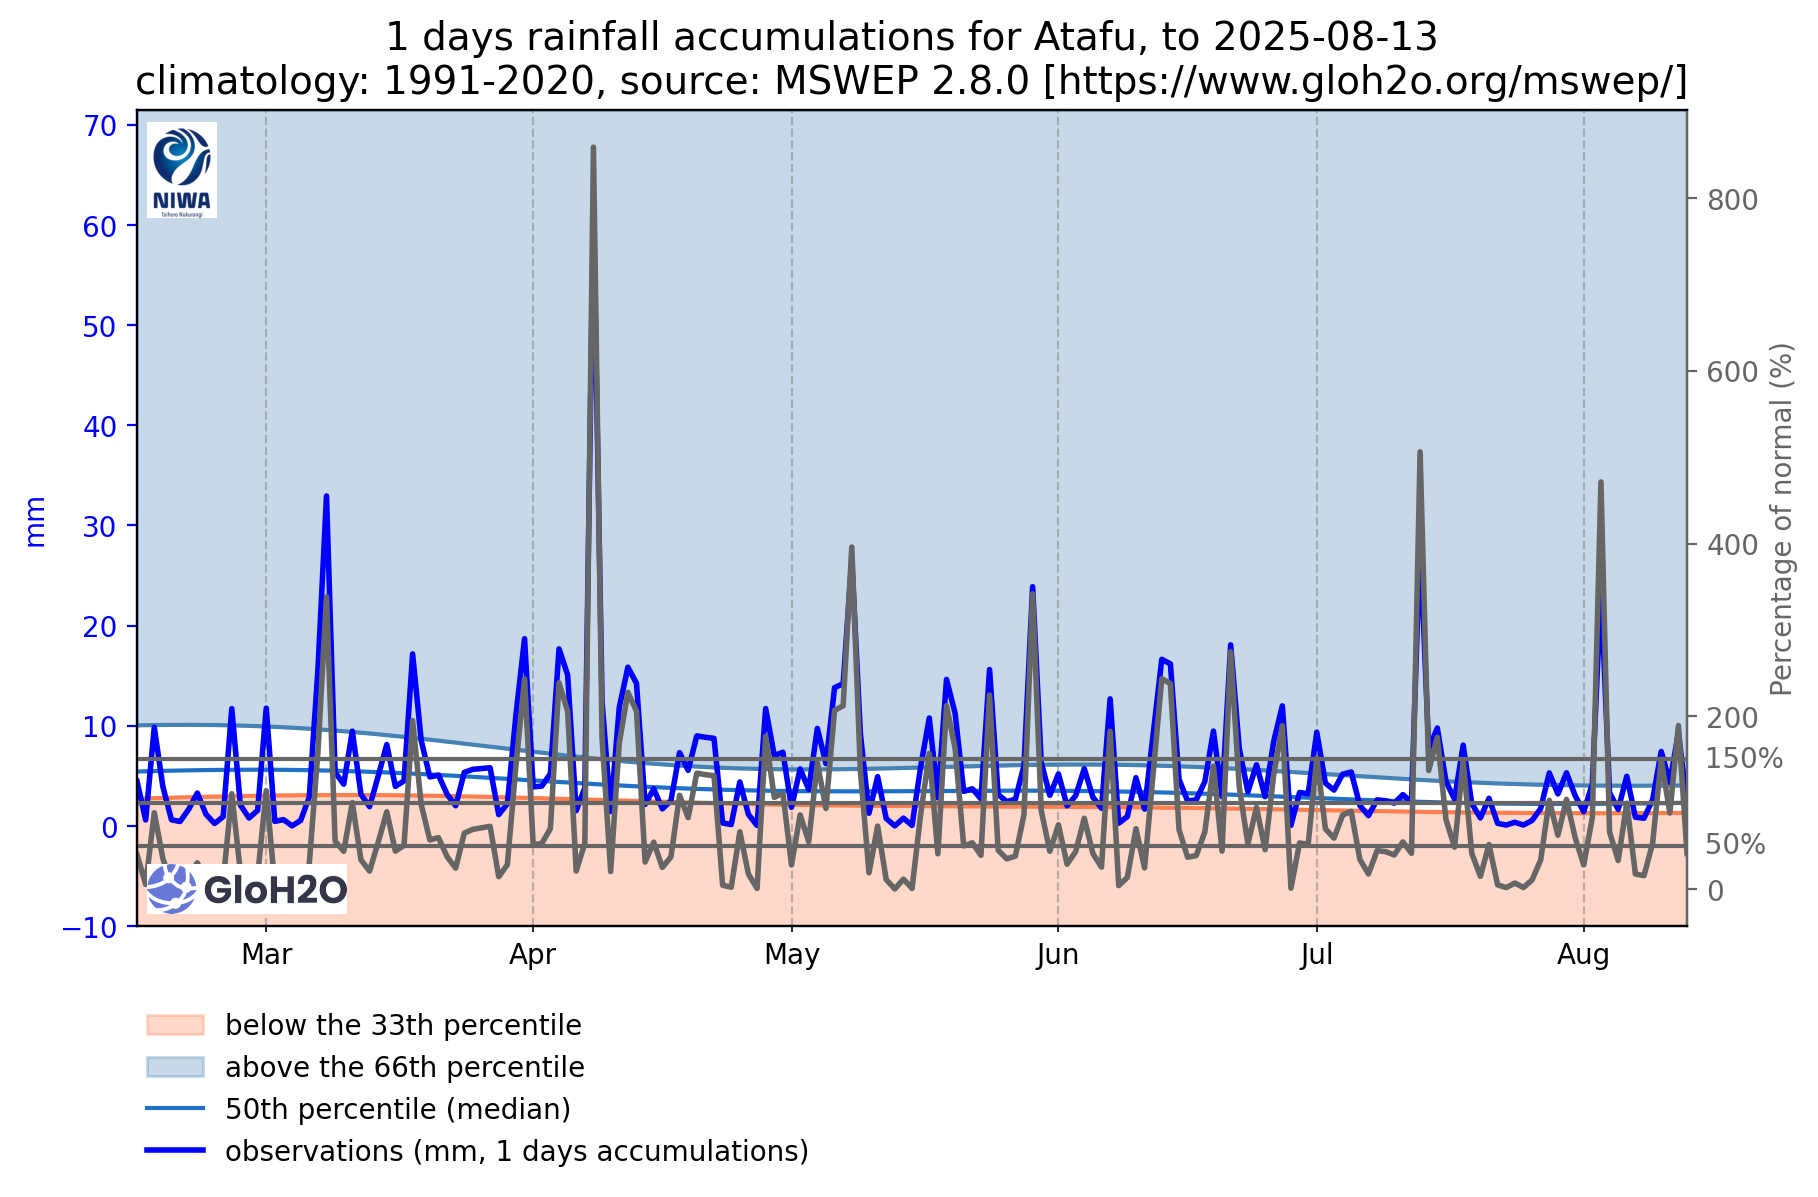 1 days rainfall accumulations for Atafu, to 2025-08-13
climatology: 1991-2020, source: MSWEP 2.8.0 [https://www.gloh2o.org/mswep/]
70
60
50
40
30
20
10
0
−10
mm
NIWA
Taihoro Nukurangi
GloH2O
800
600
400
200
150%
50%
0
Percentage of normal (%)
Mar
Apr
May
Jun
Jul
Aug
below the 33th percentile
above the 66th percentile
50th percentile (median)
observations (mm, 1 days accumulations)